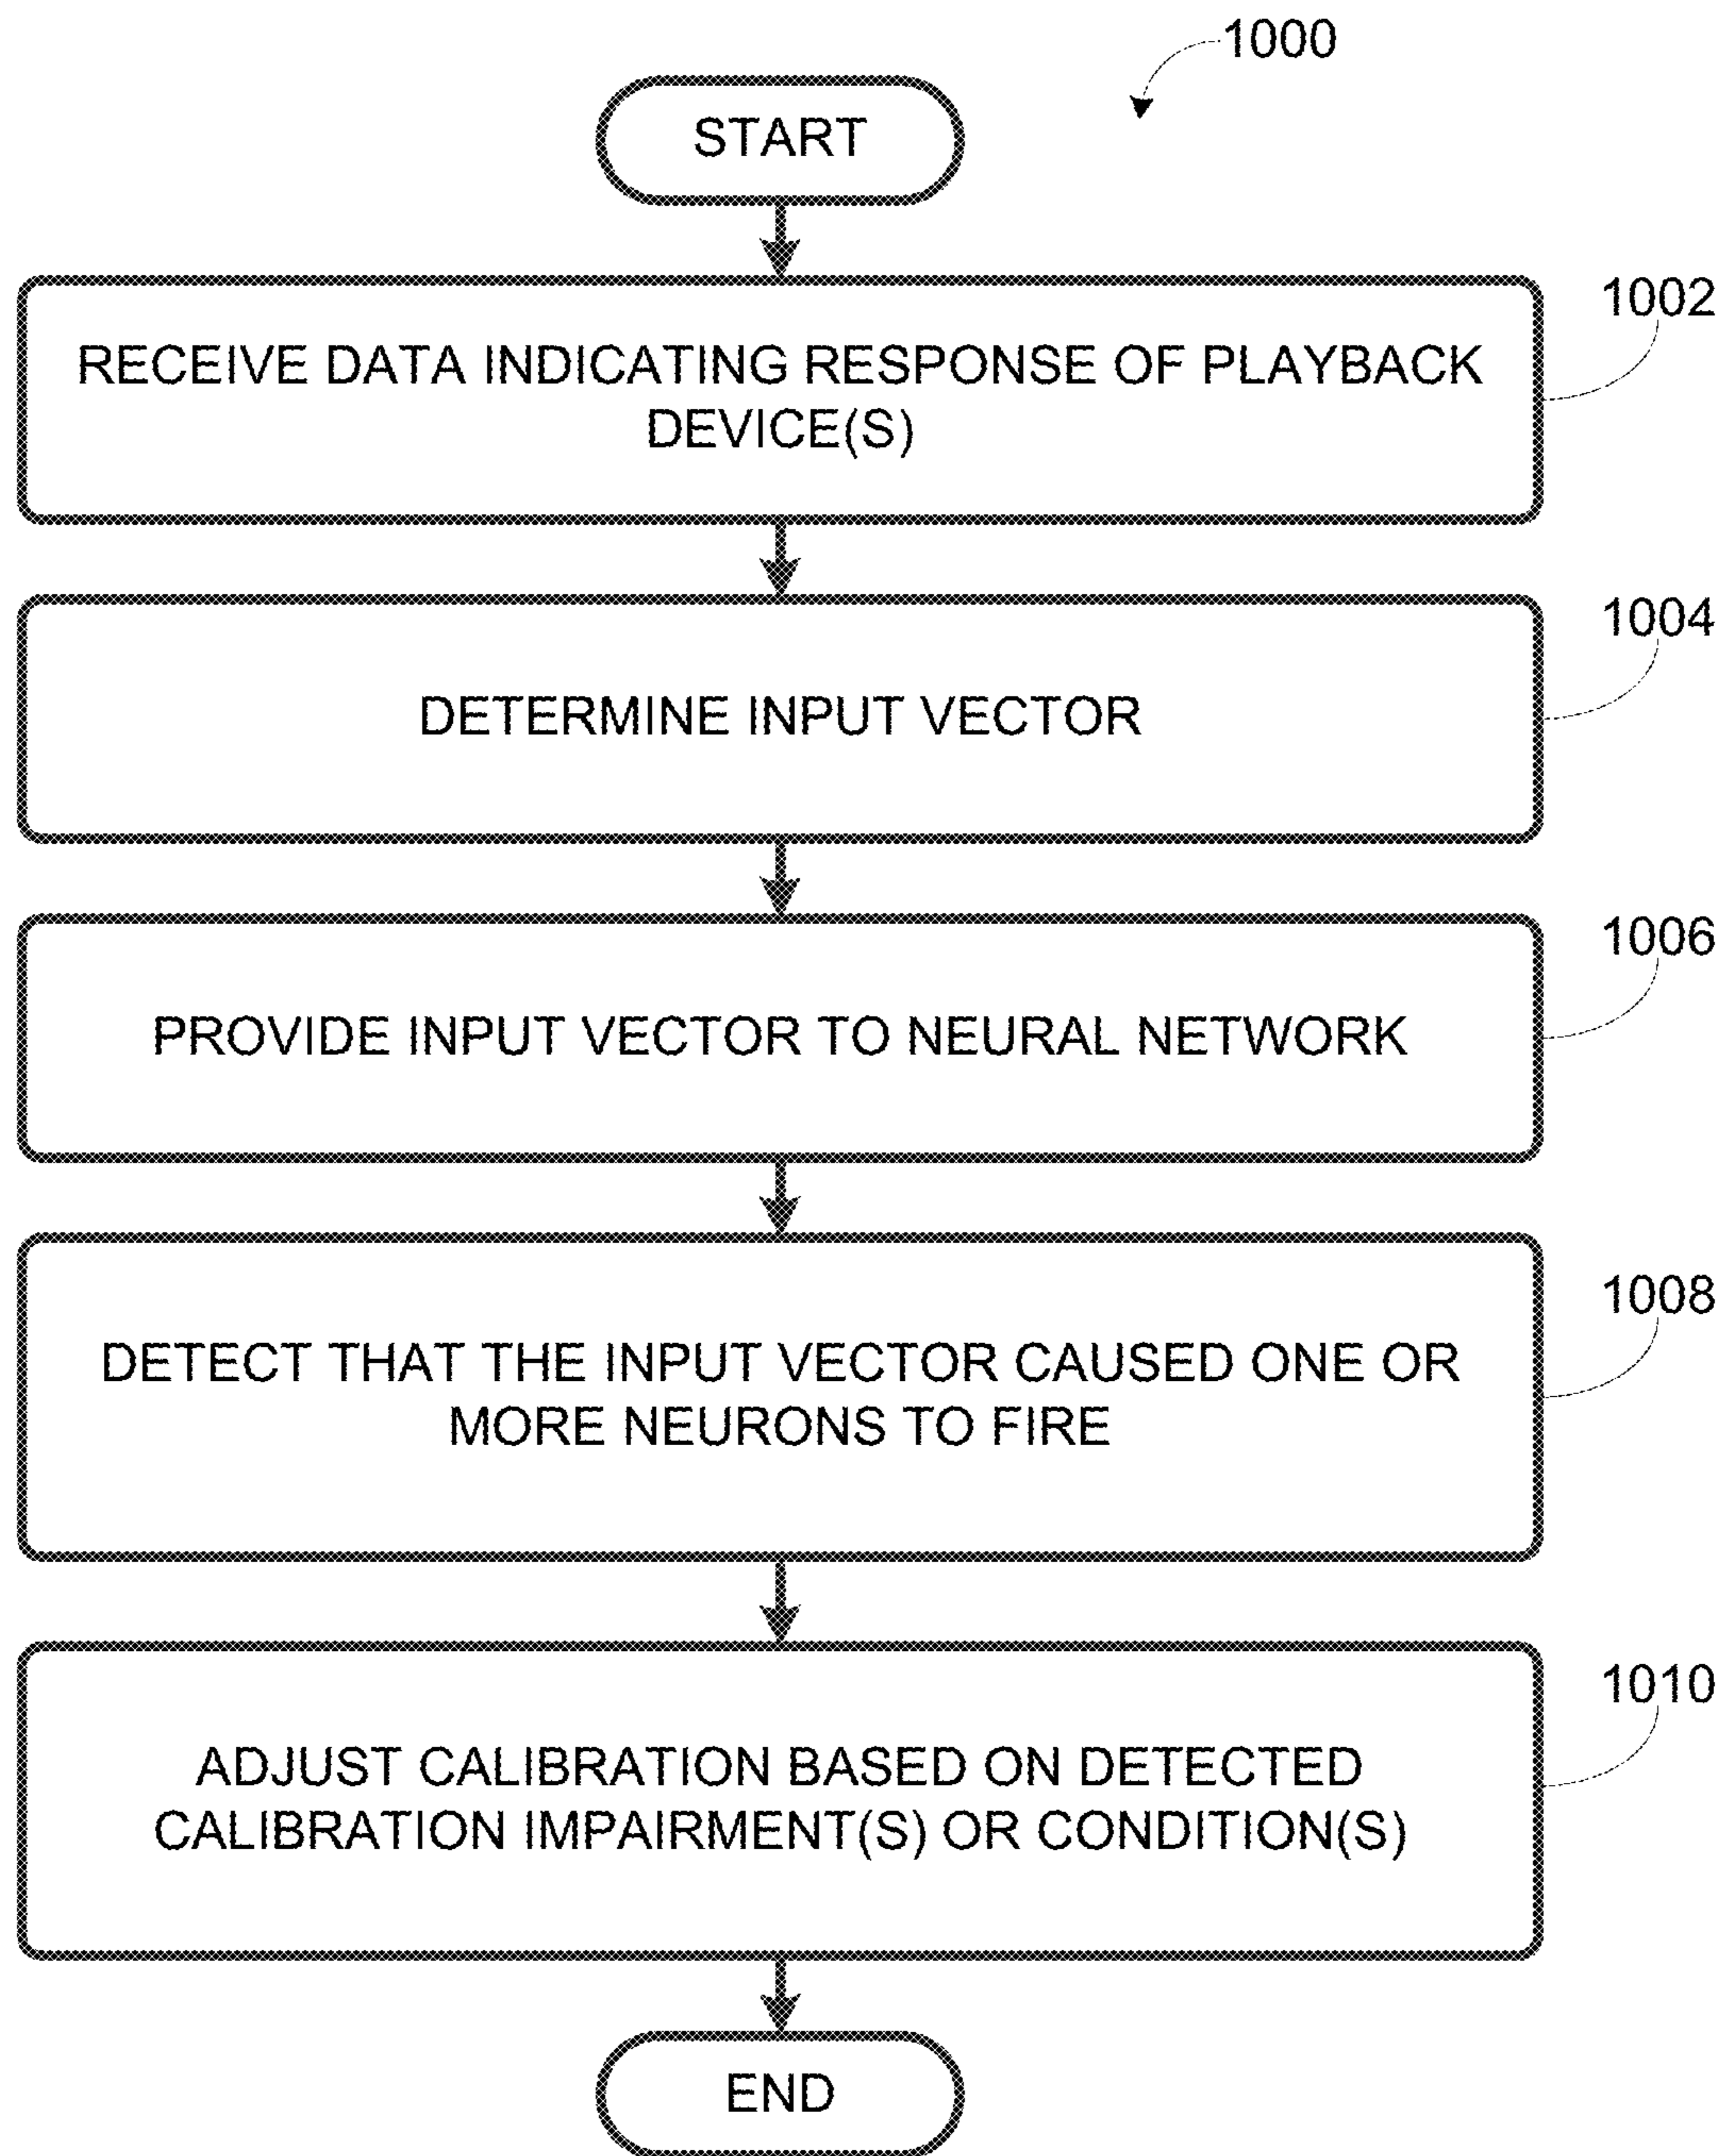 1000
START
1002
RECEIVE DATA INDICATING RESPONSE OF PLAYBACK
DEVICE(S)
1004
DETERMINE INPUT VECTOR
1006
PROVIDE INPUT VECTOR TO NEURAL NETWORK
1008
DETECT THAT THE INPUT VECTOR CAUSED ONE OR
MORE NEURONS TO FIRE
1010
ADJUST CALIBRATION BASED ON DETECTED
CALIBRATION IMPAIRMENT(S) OR CONDITION(S)
END